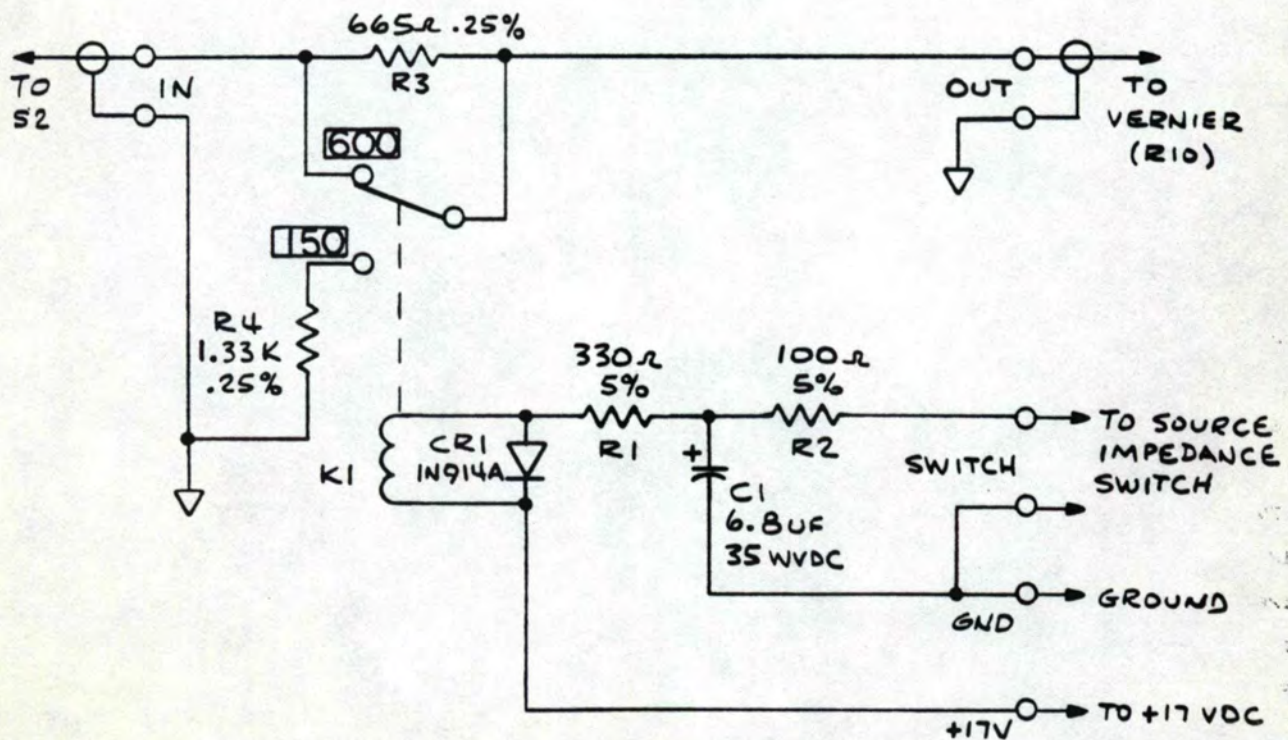 665Ω .25%
R3
TO
S2
IN
OUT
TO
VERNIER
(R10)
600
150
R4
1.33K
.25%
330Ω
5%
R1
100Ω
5%
R2
K1
CR1
1N914A
+
C1
6.8UF
35 WVDC
SWITCH
TO SOURCE
IMPEDANCE
SWITCH
GND
GROUND
+17V
TO +17 VDC